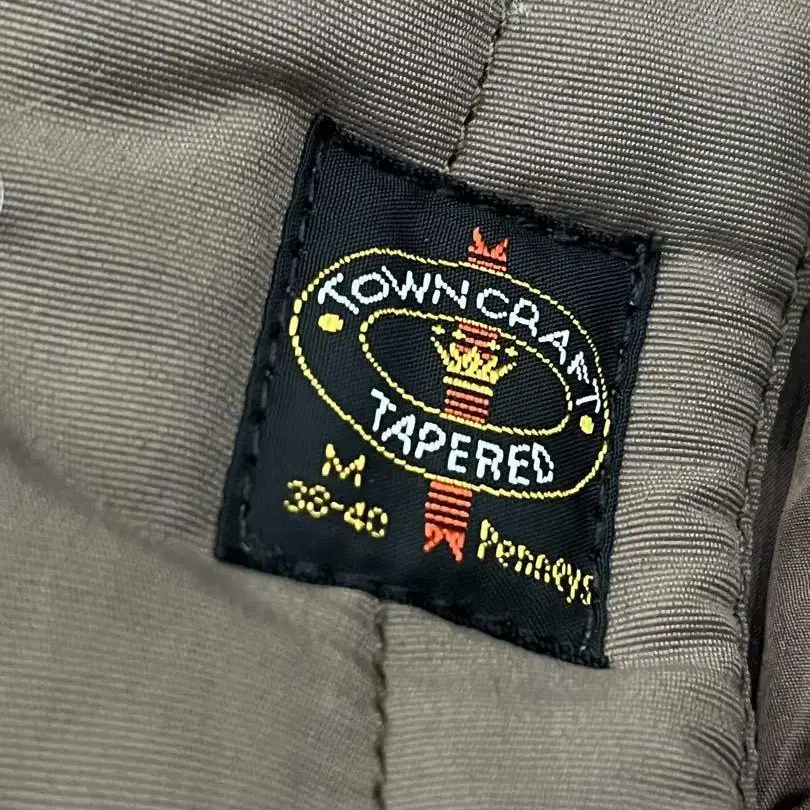 TOWNCRAFT
TAPERED
M
38-40
Penneys